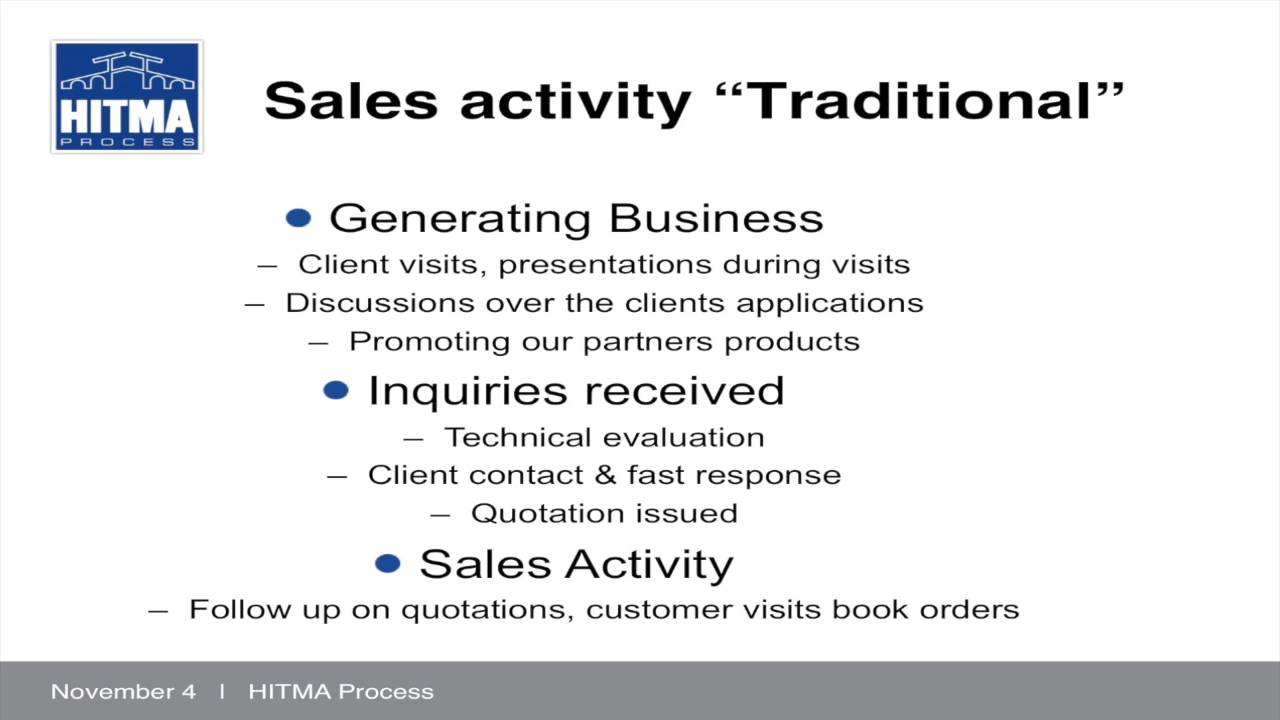 HITMA
PROCESS
Sales activity “Traditional”
● Generating Business
– Client visits, presentations during visits
– Discussions over the clients applications
– Promoting our partners products
● Inquiries received
– Technical evaluation
– Client contact & fast response
– Quotation issued
● Sales Activity
– Follow up on quotations, customer visits book orders
November 4 | HITMA Process